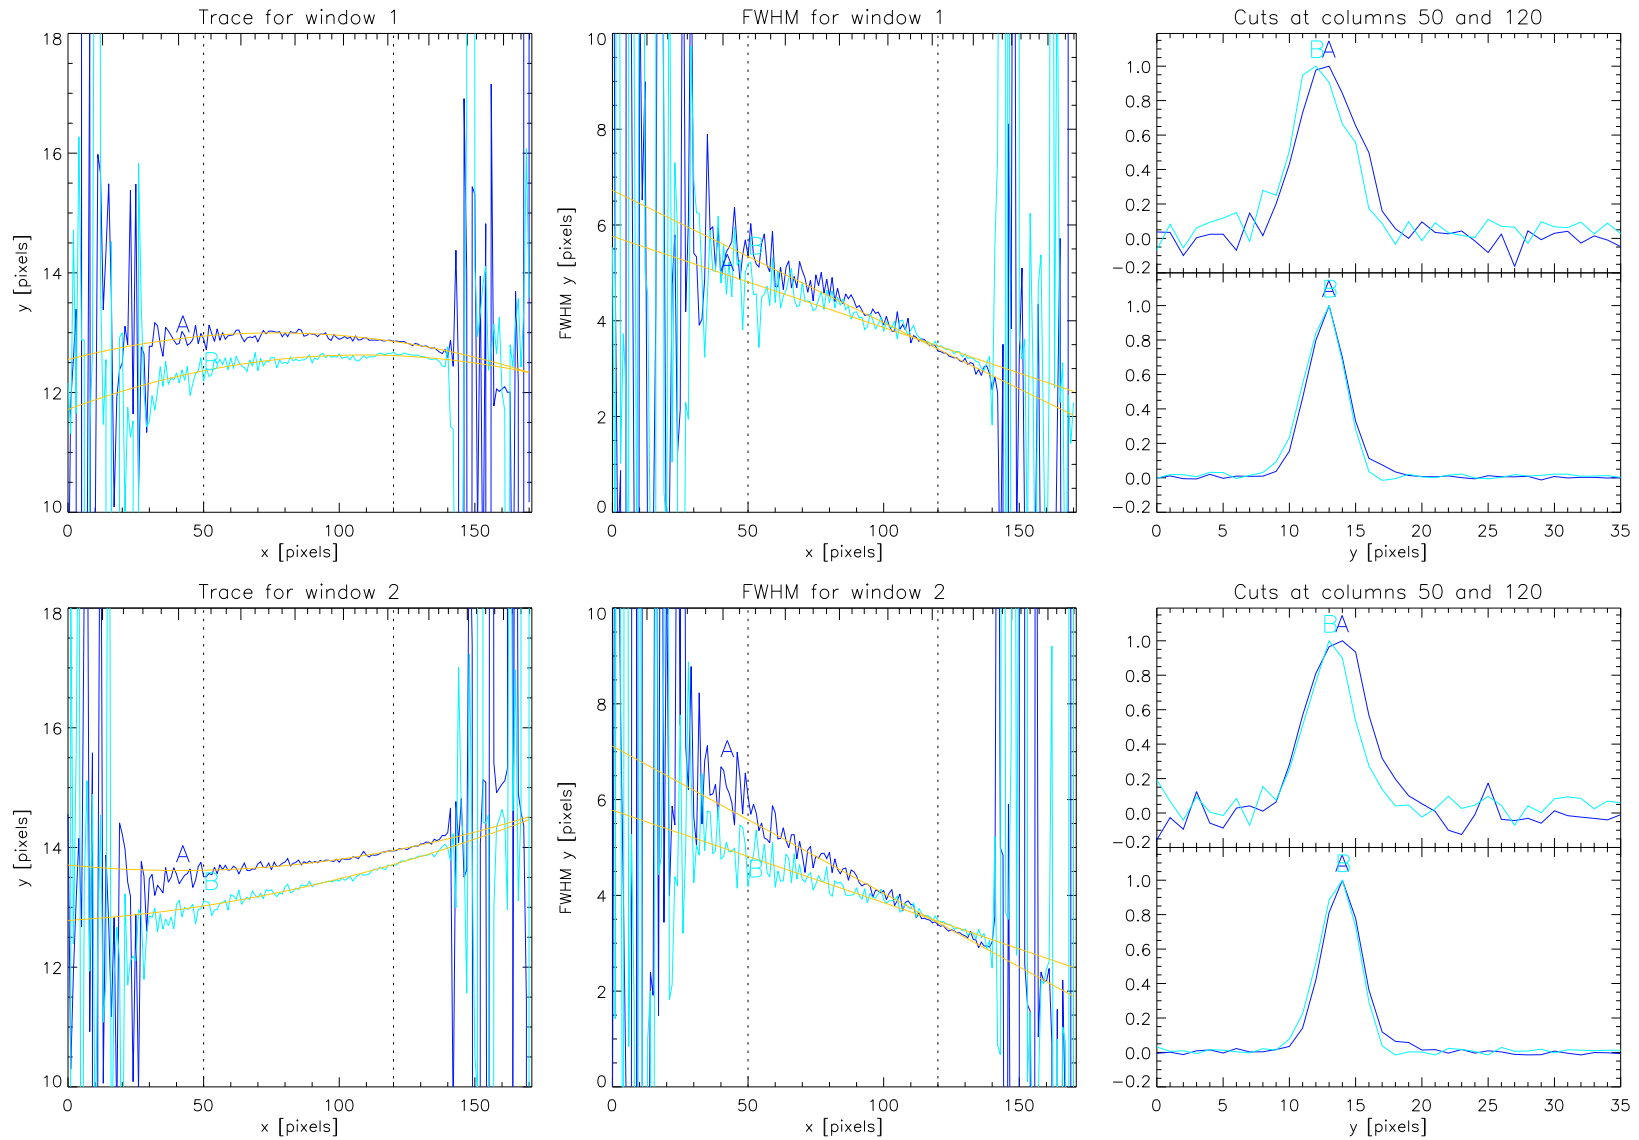 Trace for window 1
FWHM for window 1
Cuts at columns 50 and 120
18
16
14
12
10
y [pixels]
A
B
0
50
100
150
x [pixels]
10
8
6
4
2
0
FWHM y [pixels]
B
A
0
50
100
150
x [pixels]
B A
1.0
0.8
0.6
0.4
0.2
0.0
-0.2
B
A
1.0
0.8
0.6
0.4
0.2
0.0
-0.2
0
5
10
15
20
25
30
35
y [pixels]
Trace for window 2
FWHM for window 2
Cuts at columns 50 and 120
18
16
14
12
10
y [pixels]
A
B
0
50
100
150
x [pixels]
10
8
6
4
2
0
FWHM y [pixels]
A
B
0
50
100
150
x [pixels]
B A
1.0
0.8
0.6
0.4
0.2
0.0
-0.2
B
A
1.0
0.8
0.6
0.4
0.2
0.0
-0.2
0
5
10
15
20
25
30
35
y [pixels]